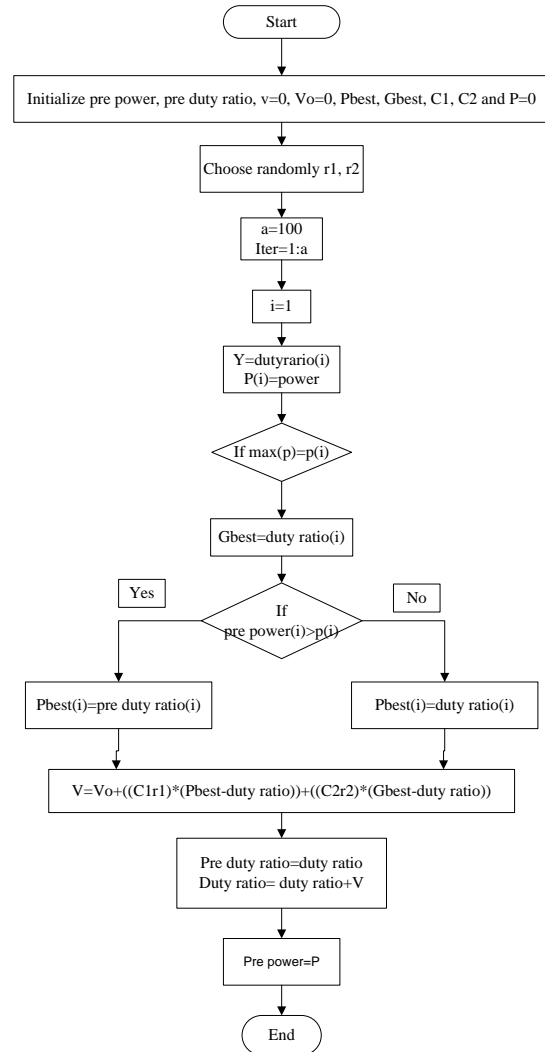 Start
Initialize pre power, pre duty ratio, v=0, Vo=0, Pbest, Gbest, C1, C2 and P=0
Choose randomly r1, r2
a=100
Iter=1:a
i=1
Y=dutyrario(i)
P(i)=power
If max(p)=p(i)
Gbest=duty ratio(i)
Yes
No
If
pre power(i)>p(i)
Pbest(i)=pre duty ratio(i)
Pbest(i)=duty ratio(i)
V=Vo+((C1r1)*(Pbest-duty ratio))+((C2r2)*(Gbest-duty ratio))
Pre duty ratio=duty ratio
Duty ratio= duty ratio+V
Pre power=P
End